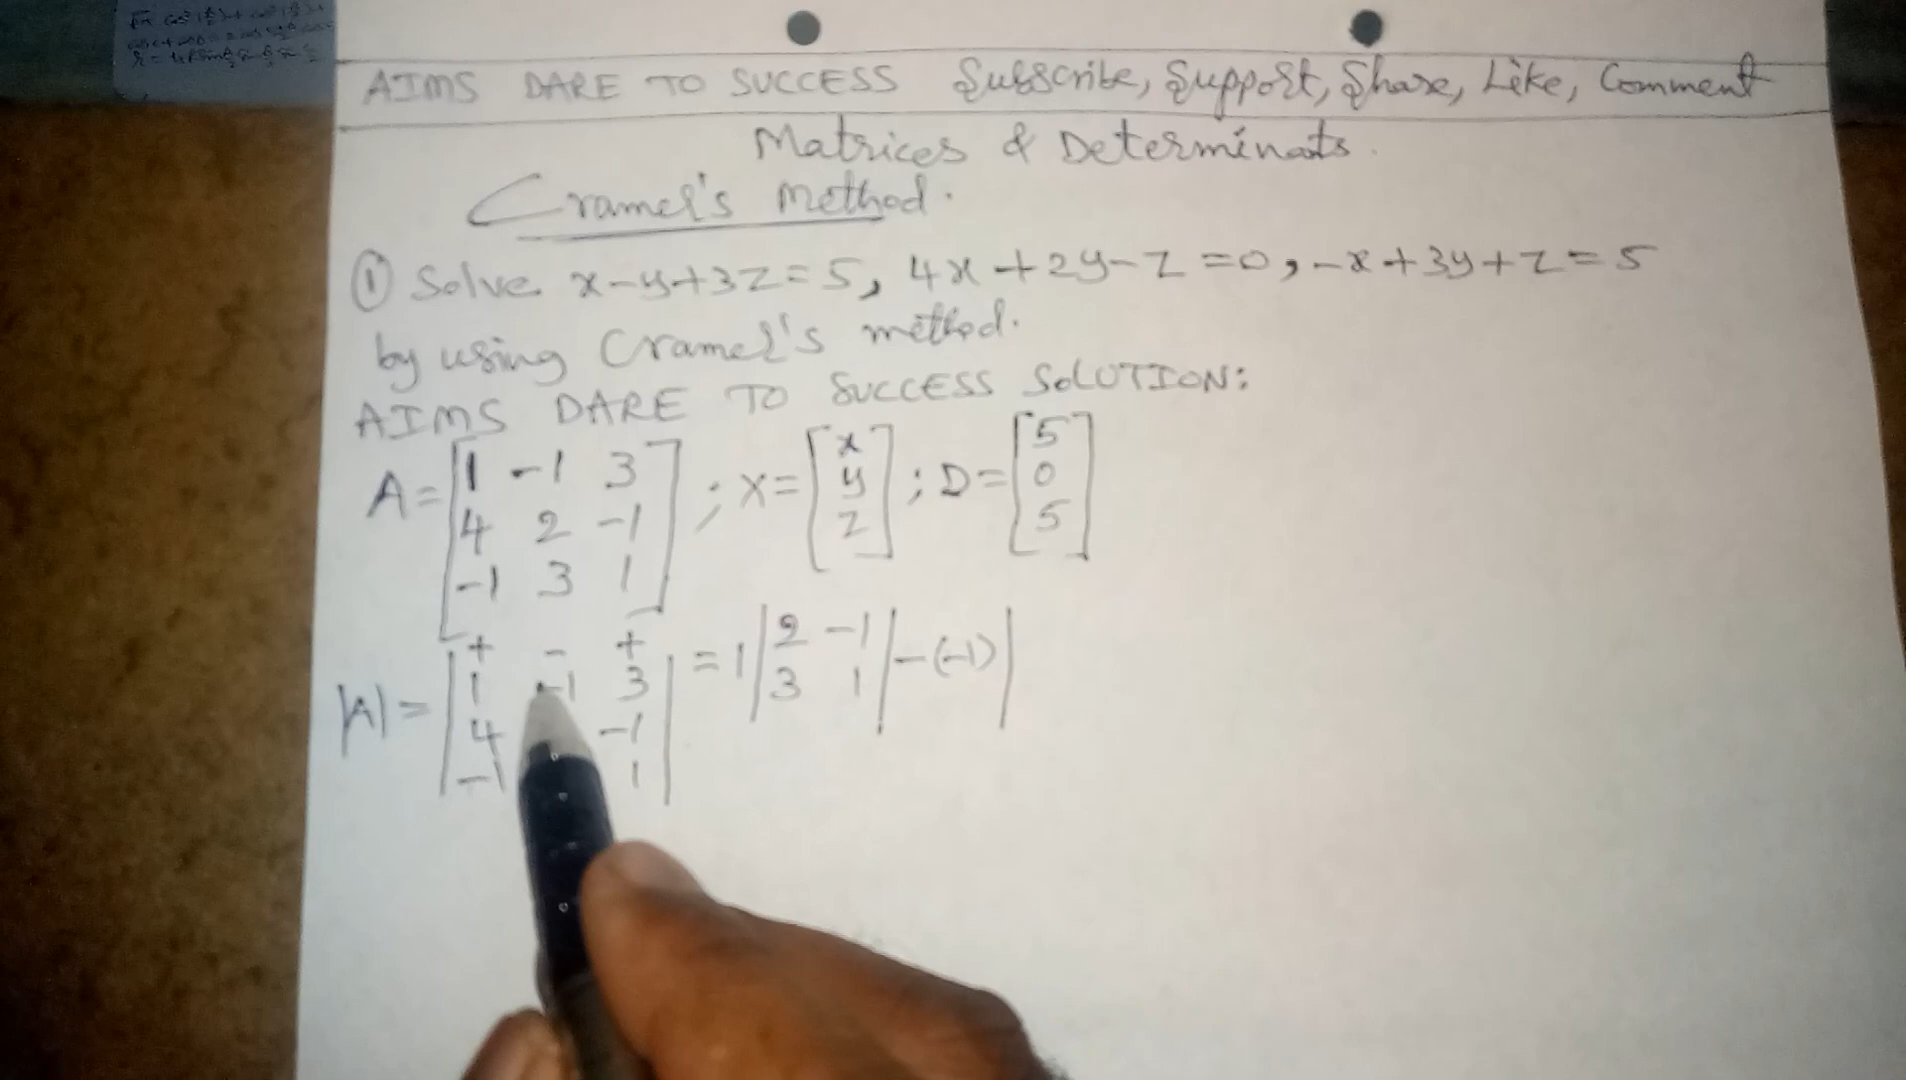 AIMS DARE TO SUCCESS Subscribe, Support, Share, Like, Comment
Matrices & Determinats.
Cramer's Method.
① Solve x-y+3z=5, 4x+2y-z=0, -x+3y+z=5
by using Cramer's method.
AIMS DARE TO SUCCESS SOLUTION:
A= [1 -1 3] ; X= [x] ; D= [5]
[4 2 -1] [y] [0]
[-1 3 1] [z] [5]
+ - +
|A| = |1 -1 3| = 1 |2 -1| -(-1) |
|4 -1| |3 1|
|-1 1|